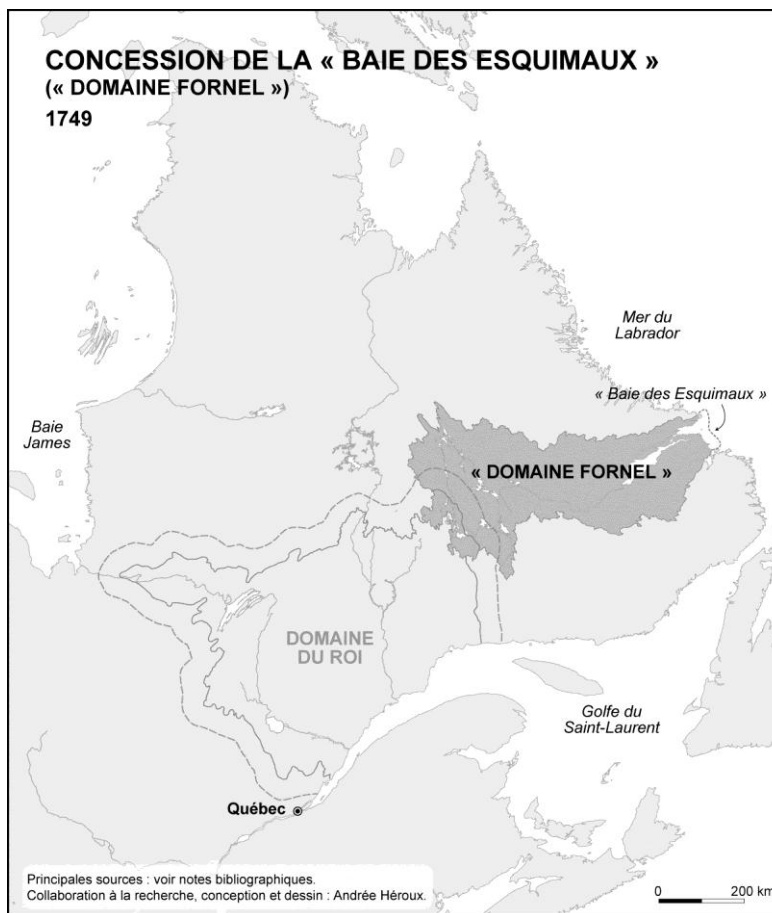 CONCESSION DE LA « BAIE DES ESQUIMAUX »
(« DOMAINE FORNEL »)
1749
Mer du
Labrador
« Baie des Esquimaux »
Baie
James
« DOMAINE FORNEL »
DOMAINE
DU ROI
Golfe du
Saint-Laurent
Québec
Principales sources : voir notes bibliographiques.
Collaboration à la recherche, conception et dessin : Andrée Héroux.
0 200 km